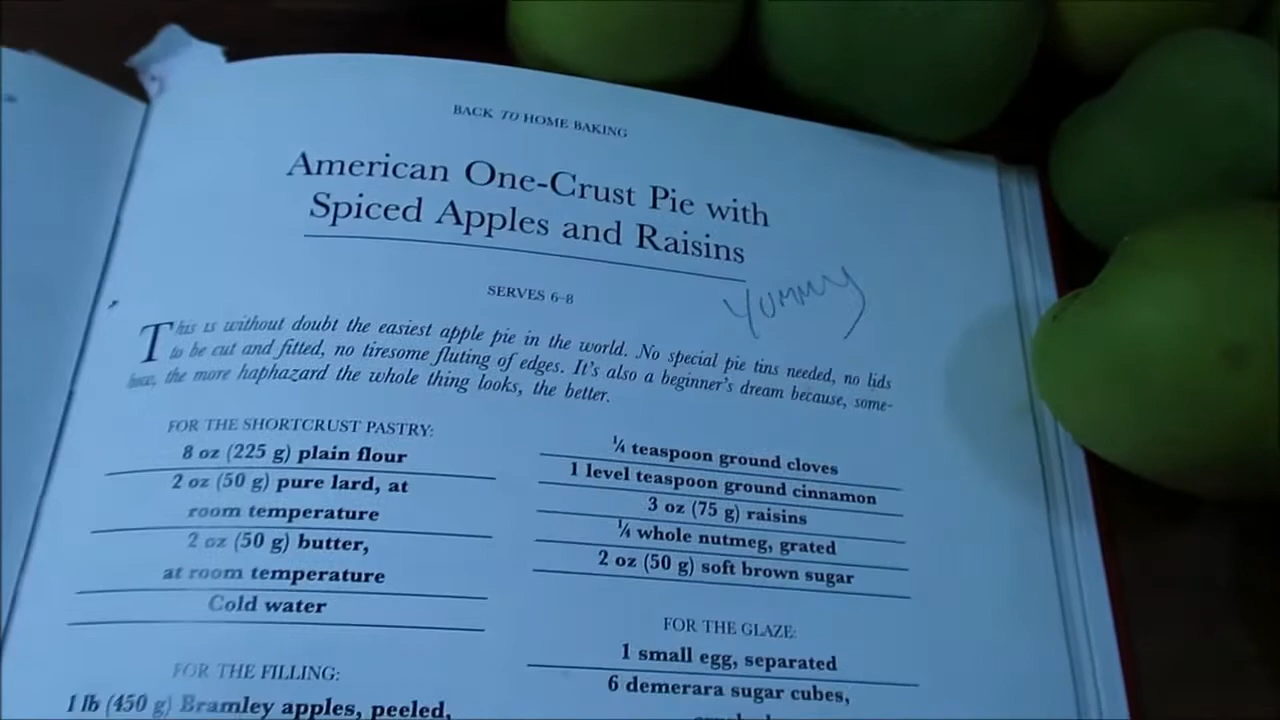 BACK TO HOME BAKING
American One-Crust Pie with
Spiced Apples and Raisins
YUMMY
SERVES 6-8
This is without doubt the easiest apple pie in the world. No special pie tins needed, no lids
to be cut and fitted, no tiresome fluting of edges. It's also a beginner's dream because, some-
how, the more haphazard the whole thing looks, the better.
FOR THE SHORTCRUST PASTRY:
8 oz (225 g) plain flour
2 oz (50 g) pure lard, at
room temperature
2 oz (50 g) butter,
at room temperature
Cold water
FOR THE FILLING:
1 lb (450 g) Bramley apples, peeled,
¼ teaspoon ground cloves
1 level teaspoon ground cinnamon
3 oz (75 g) raisins
¼ whole nutmeg, grated
2 oz (50 g) soft brown sugar
FOR THE GLAZE:
1 small egg, separated
6 demerara sugar cubes,